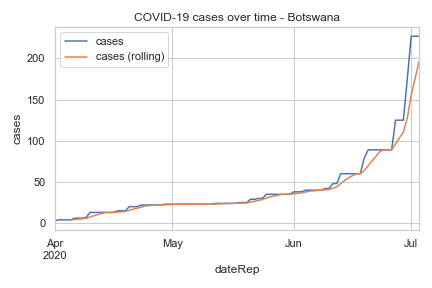 COVID-19 cases over time - Botswana
cases
cases (rolling)
200
150
100
50
0
cases
Apr
2020
May
Jun
Jul
dateRep